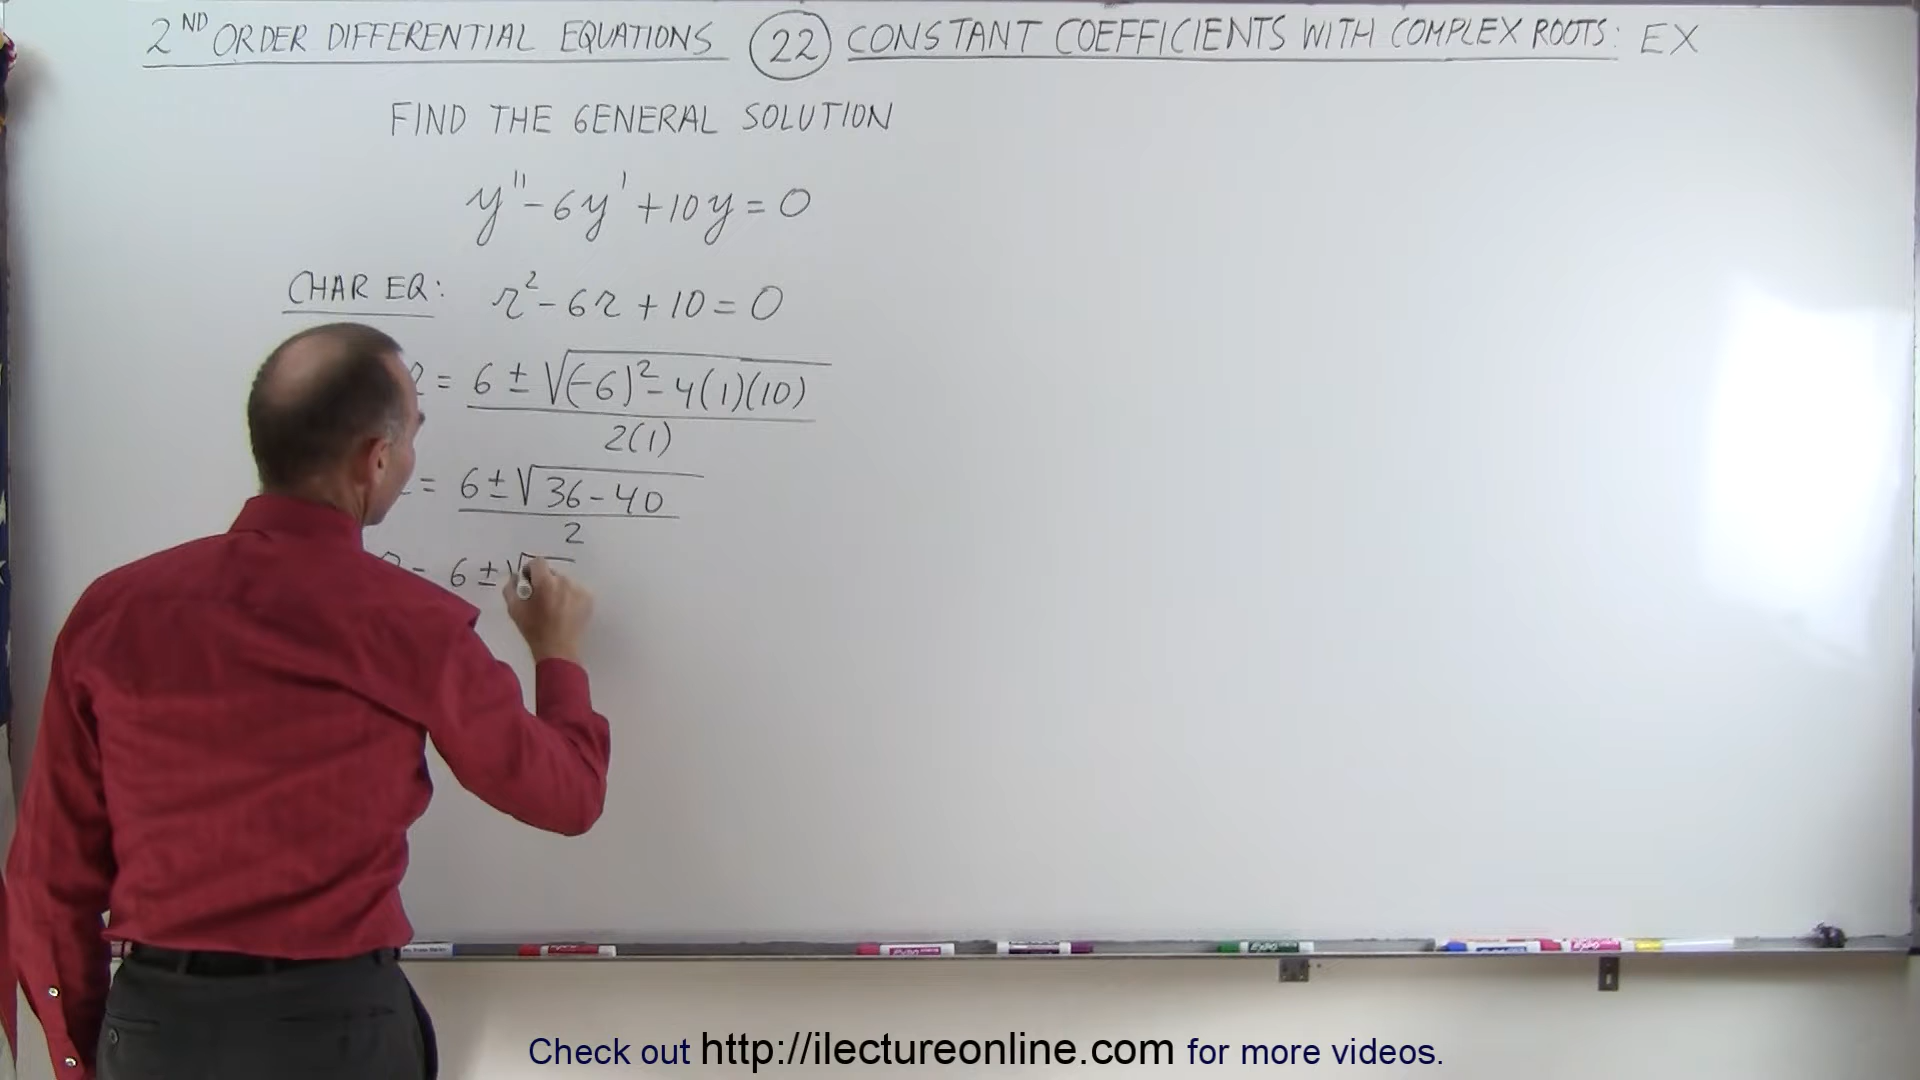 2ND ORDER DIFFERENTIAL EQUATIONS 22 CONSTANT COEFFICIENTS WITH COMPLEX ROOTS: EX
FIND THE GENERAL SOLUTION
y'' - 6y' + 10y = 0
CHAR EQ: r² - 6r + 10 = 0
= 6 ± √(-6)² - 4(1)(10)
2(1)
= 6 ± √36 - 40
2
= 6 ± √
Check out http://ilectureonline.com for more videos.